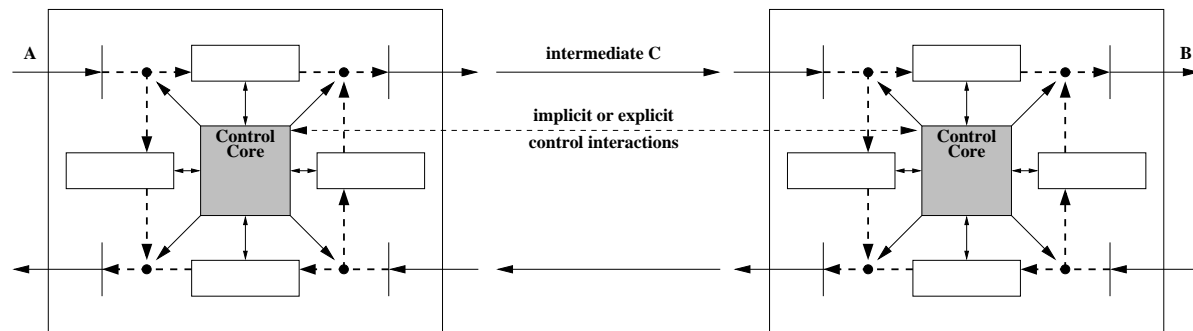 A
intermediate C
B
implicit or explicit
control interactions
Control
Core
Control
Core